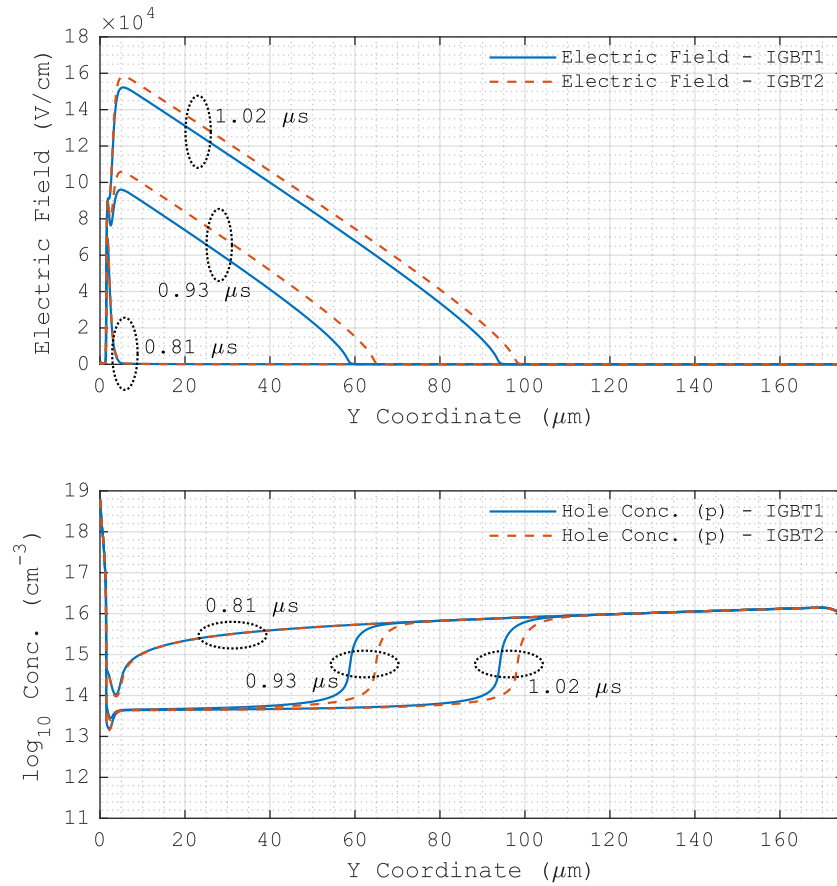 ×10⁴
18
16
14
12
10
8
6
4
2
0
Electric Field (V/cm)
Electric Field - IGBT1
Electric Field - IGBT2
1.02 μs
0.93 μs
0.81 μs
0 20 40 60 80 100 120 140 160
Y Coordinate (μm)
19
18
17
16
15
14
13
12
11
log₁₀ Conc. (cm⁻³)
Hole Conc. (p) - IGBT1
Hole Conc. (p) - IGBT2
0.81 μs
0.93 μs
1.02 μs
0 20 40 60 80 100 120 140 160
Y Coordinate (μm)